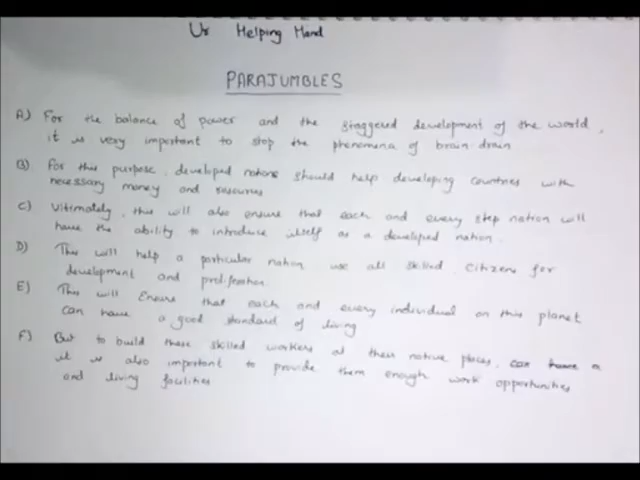 Ur Helping Hand
PARAJUMBLES
A) For the balance of power and the staggered development of the world,
it is very important to stop the phenomena of brain drain
B) For this purpose, developed nations should help developing countries with
necessary money and resources
C) Ultimately, this will also ensure that each and every step nation will
have the ability to introduce itself as a developed nation.
D) This will help a particular nation use all skilled citizens for
development and proliferation.
E) This will Ensure that each and every individual on this planet
can have a good standard of living
F) But to build these skilled workers at their native places,
it is also important to provide them enough work opportunities
and living facilities